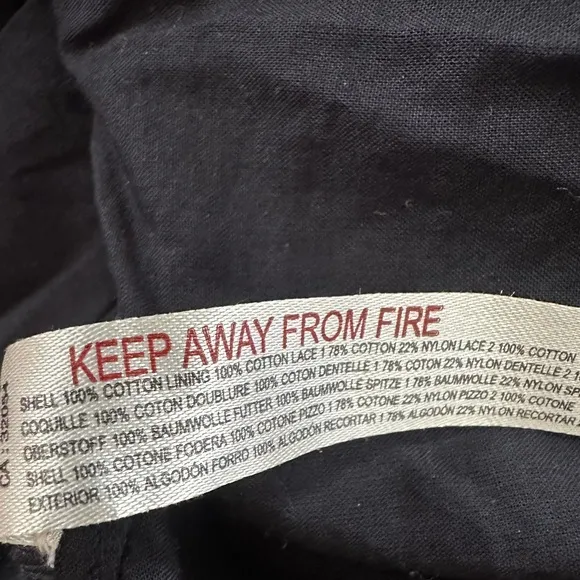 KEEP AWAY FROM FIRE
SHELL 100% COTTON LINING 100% COTTON LACE 1 78% COTTON 22% NYLON LACE 2 100% COTTON
COQUILLE 100% COTON DOUBLURE 100% COTON DENTELLE 1 78% COTON 22% NYLON DENTELLE 2
OBERSTOFF 100% BAUMWOLLE FUTTER 100% BAUMWOLLE SPITZE 1 78% BAUMWOLLE 22% NYLON
SHELL 100% COTONE FODERA 100% COTONE PIZZO 1 78% COTONE 22% NYLON PIZZO 2 100% COTONE
EXTERIOR 100% ALGODÓN FORRO 100% ALGODÓN RECORTAR 1 78% ALGODÓN 22% NYLON RECORTAR
CA : 32054